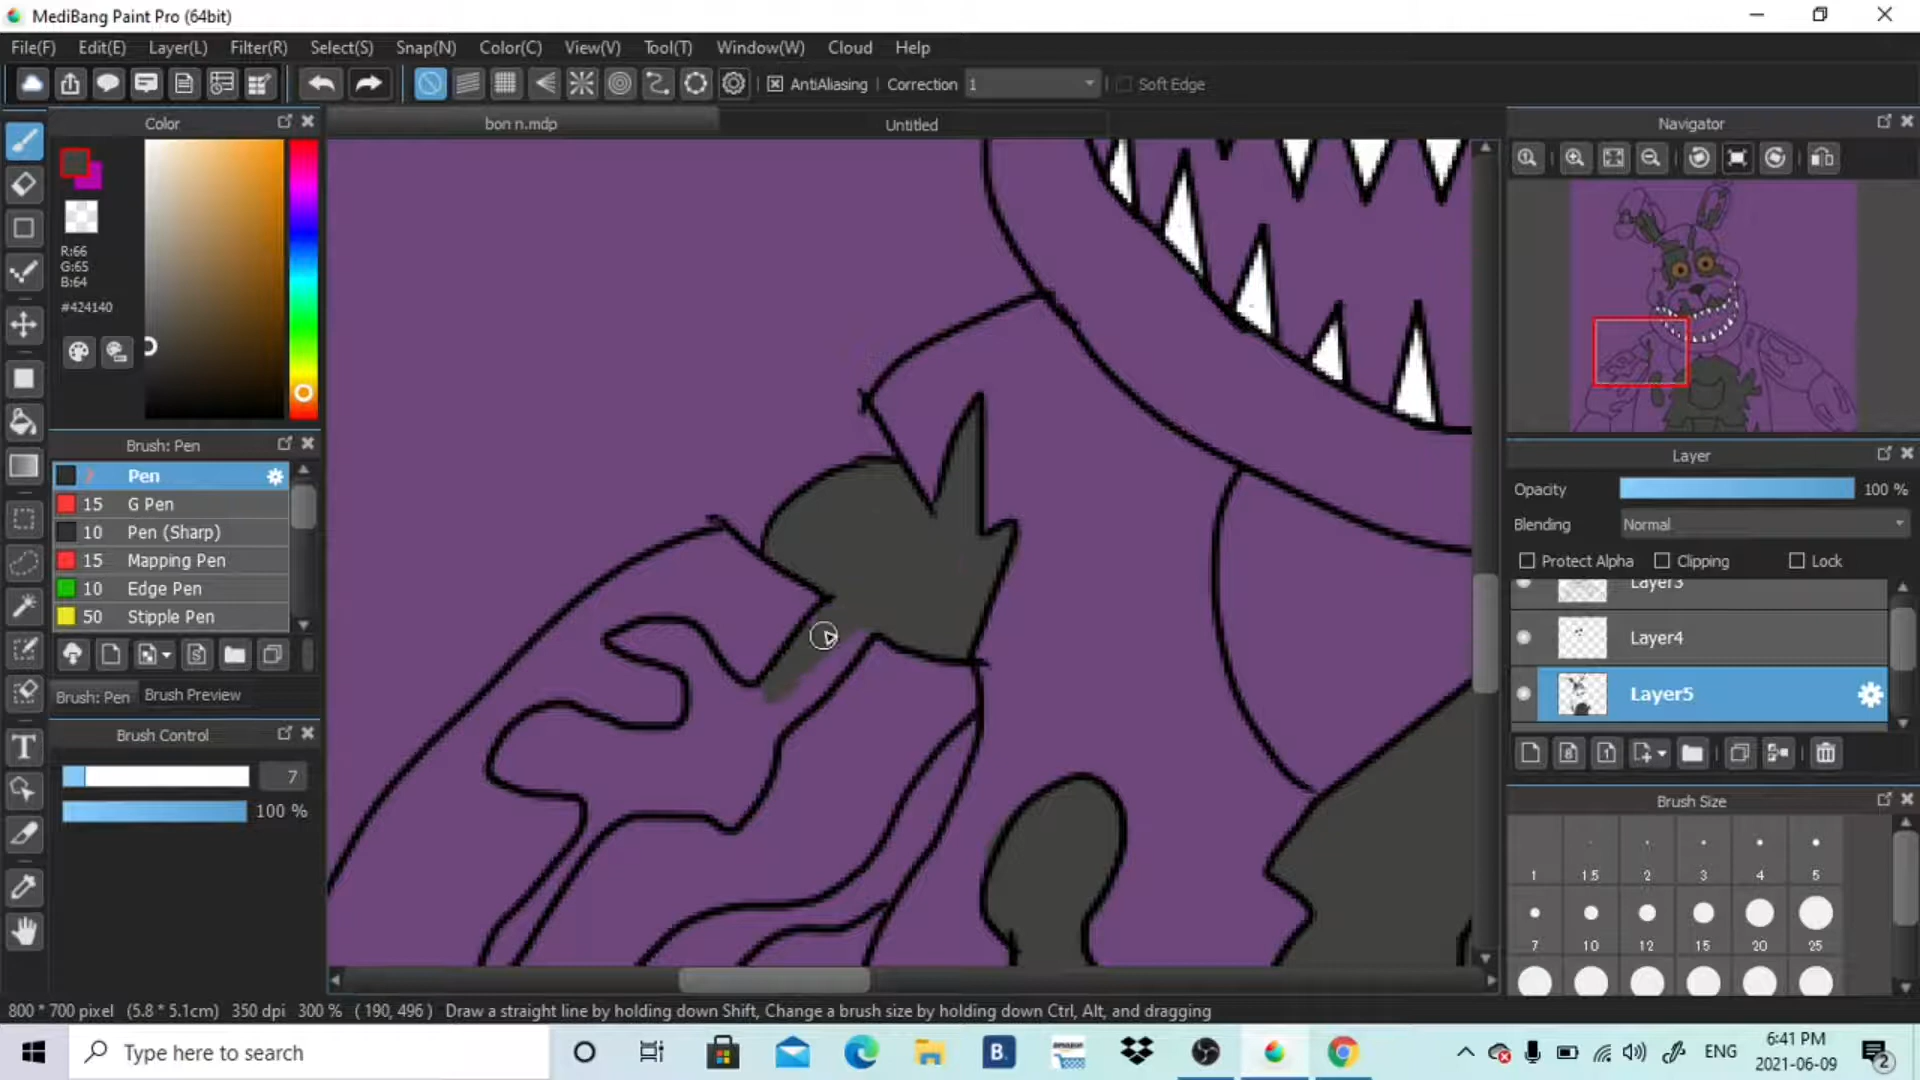 MediBang Paint Pro (64bit)
File(F) Edit(E) Layer(L) Filter(R) Select(S) Snap(N) Color(C) View(V) Tool(T) Window(W) Cloud Help
AntiAliasing Correction 1 Soft Edge
Color
bon n.mdp
Untitled
Navigator
R:66
G:65
B:64
#424140
Brush: Pen
7 Pen
15 G Pen
10 Pen (Sharp)
15 Mapping Pen
10 Edge Pen
50 Stipple Pen
Brush: Pen Brush Preview
Brush Control
7
100 %
Layer
Opacity 100 %
Blending Normal
Protect Alpha Clipping Lock
Layer3
Layer4
Layer5
Brush Size
1 1.5 2 3 4 5
7 10 12 15 20 25
800 * 700 pixel (5.8 * 5.1cm) 350 dpi 300 % ( 190, 496 ) Draw a straight line by holding down Shift, Change a brush size by holding down Ctrl, Alt, and dragging
Type here to search
B.
amazon
ENG
6:41 PM
2021-06-09
2